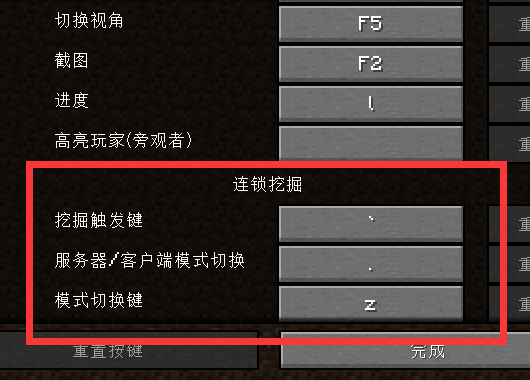 切换视角 F5 重
截图 F2 重
进度 l 重
高亮玩家(旁观者) 重
连锁挖掘
挖掘触发键 ` 重
服务器/客户端模式切换 . 重
模式切换键 z 重
重置按键 完成